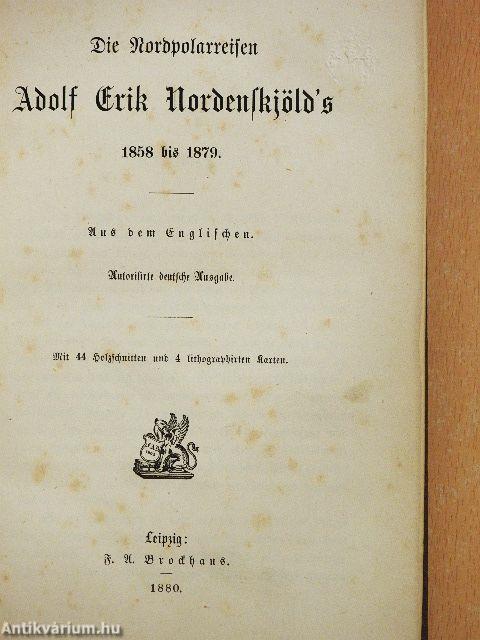 Die Nordpolarreisen
Adolf Erik Nordenskjöld's
1858 bis 1879.
Aus dem Englischen.
Autorisirte deutsche Ausgabe.
Mit 44 Holzschnitten und 4 lithographirten Karten.
Leipzig:
F. A. Brockhaus.
1880.
Antikvárium.hu